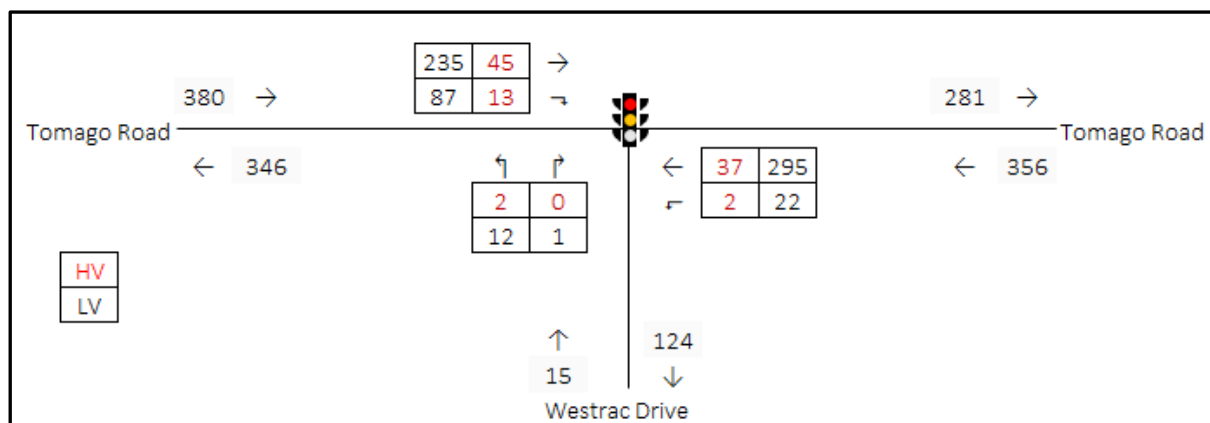 235 45 →
87 13
380 →
281 →
Tomago Road
Tomago Road
← 346
← 37 295
2 22
← 356
2 0
12 1
HV
LV
↑ 124
15 ↓
Westrac Drive